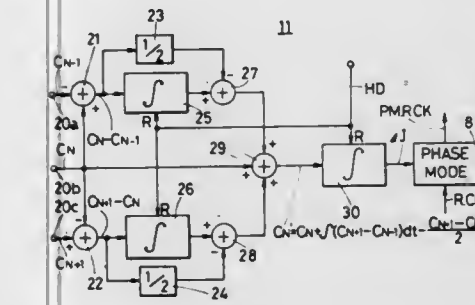 11
23
CN-1
21
1/2
-
-
+
+
∫
+
27
25
+
20a
CN-CN-1
R
HD
PM.RCK
CN
29
+
+
+
R
∫
J
8
PHASE
MODE
20b
20c
CN+1-CN
26
R
30
RC
-
∫
+
+
-
28
CN=CN+∫(CN+1-CN-1)dt-
CN+1-C
2
CN+1
22
1/2
24